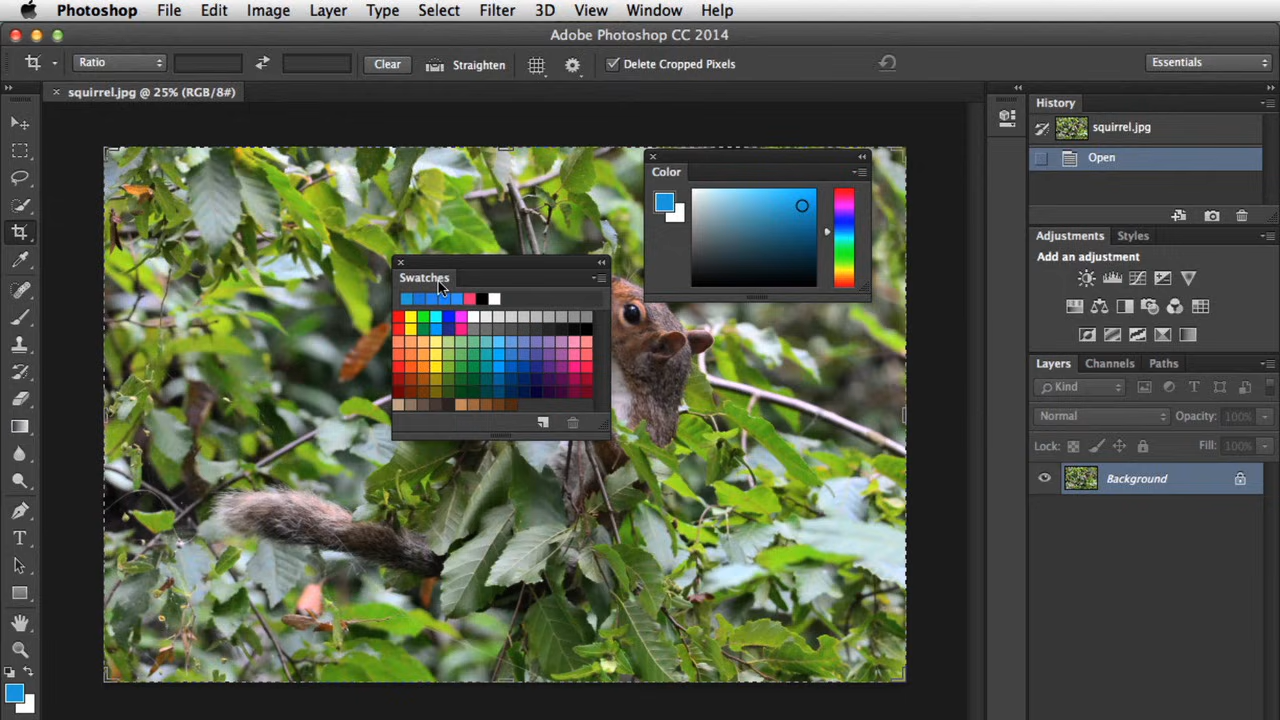 Photoshop File Edit Image Layer Type Select Filter 3D View Window Help
Adobe Photoshop CC 2014
Ratio Clear Straighten Delete Cropped Pixels Essentials
squirrel.jpg @ 25% (RGB/8#)
History
squirrel.jpg
Open
Color
Swatches
Adjustments Styles
Add an adjustment
Layers Channels Paths
Kind
Normal Opacity: 100%
Lock: Fill: 100%
Background
T